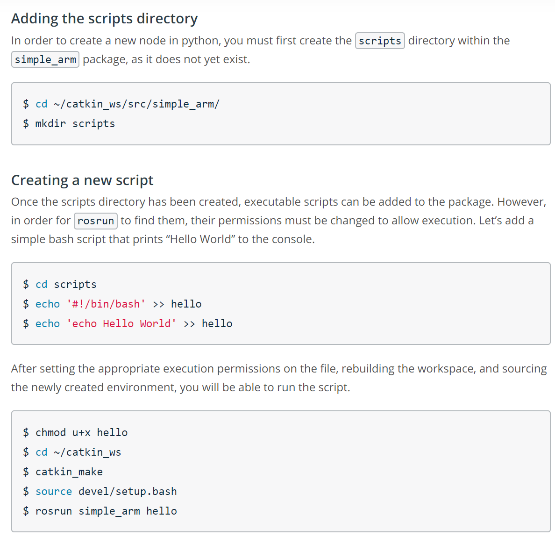 Adding the scripts directory
In order to create a new node in python, you must first create the scripts directory within the
simple_arm package, as it does not yet exist.
$ cd ~/catkin_ws/src/simple_arm/
$ mkdir scripts
Creating a new script
Once the scripts directory has been created, executable scripts can be added to the package. However,
in order for rosrun to find them, their permissions must be changed to allow execution. Let's add a
simple bash script that prints "Hello World" to the console.
$ cd scripts
$ echo '#!/bin/bash' >> hello
$ echo 'echo Hello World' >> hello
After setting the appropriate execution permissions on the file, rebuilding the workspace, and sourcing
the newly created environment, you will be able to run the script.
$ chmod u+x hello
$ cd ~/catkin_ws
$ catkin_make
$ source devel/setup.bash
$ rosrun simple_arm hello